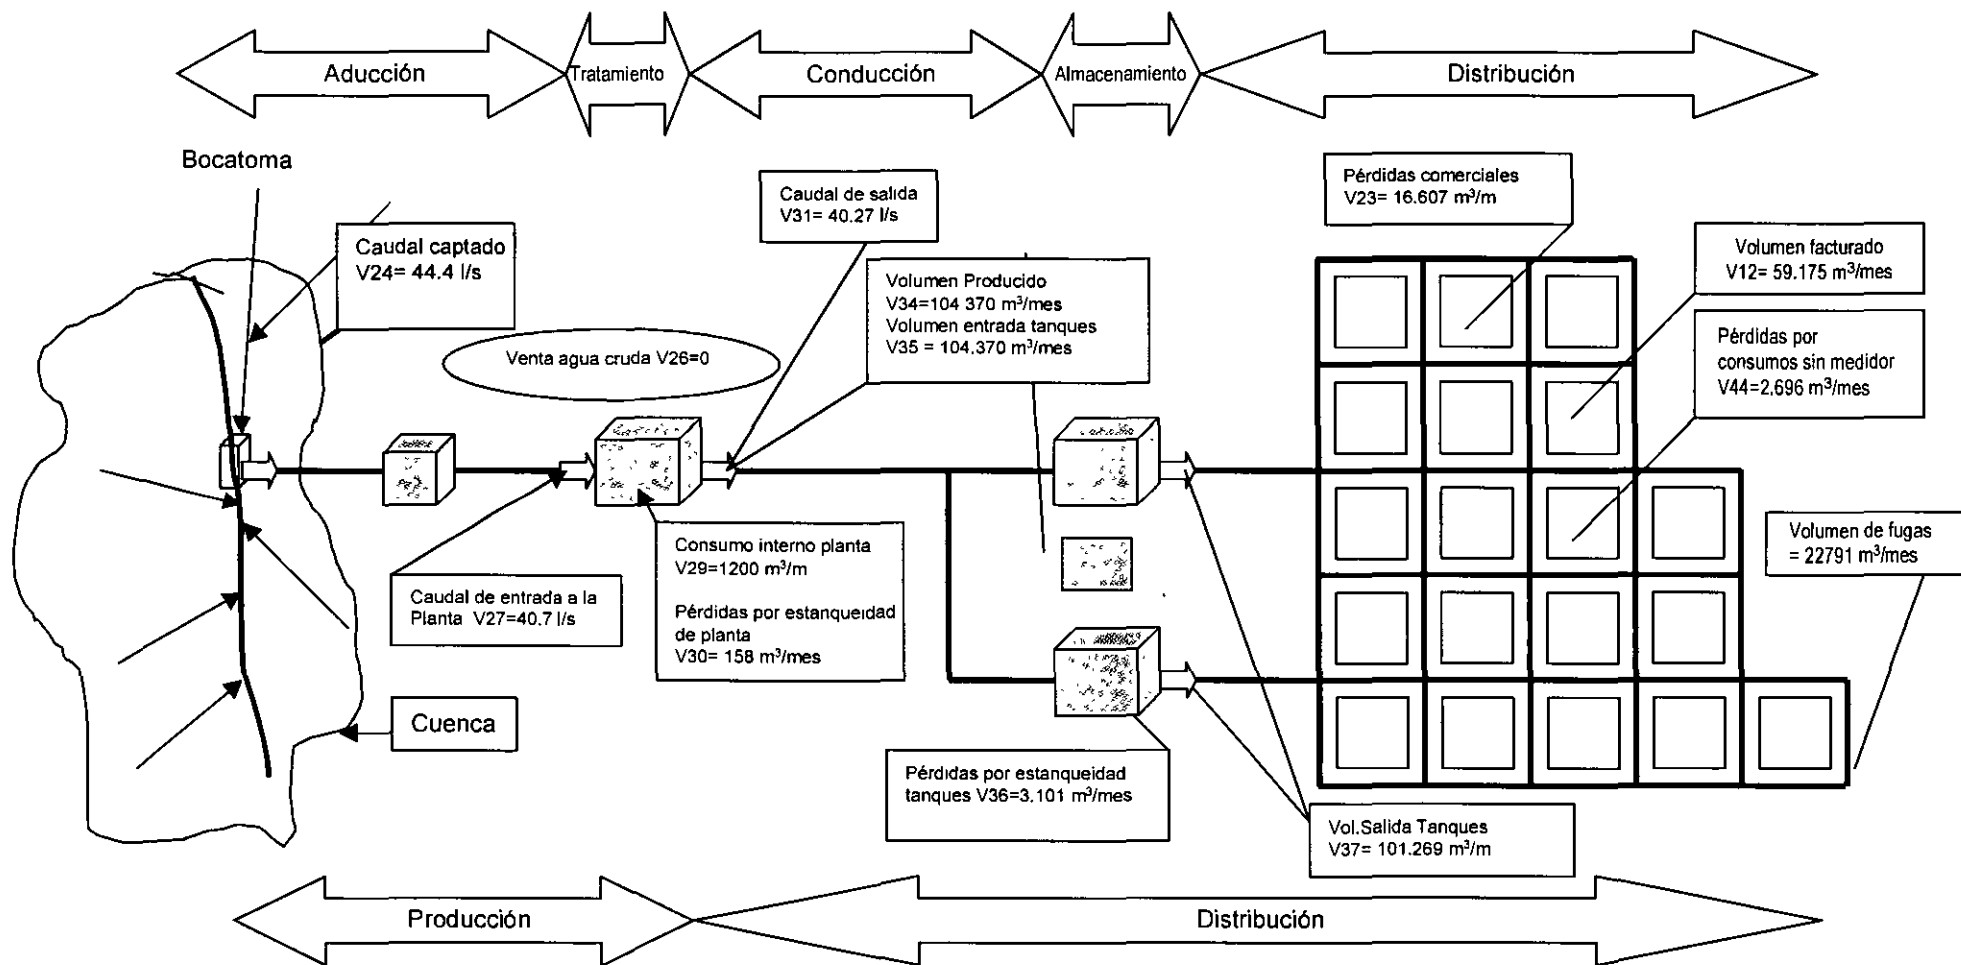 Aducción
Tratamiento
Conducción
Almacenamiento
Distribución
Bocatoma
Caudal captado
V24= 44.4 l/s
Caudal de salida
V31= 40.27 l/s
Pérdidas comerciales
V23= 16.607 m³/m
Volumen facturado
V12= 59.175 m³/mes
Volumen Producido
V34=104 370 m³/mes
Volumen entrada tanques
V35 = 104.370 m³/mes
Venta agua cruda V26=0
Pérdidas por
consumos sin medidor
V44=2.696 m³/mes
Volumen de fugas
= 22791 m³/mes
Consumo interno planta
V29=1200 m³/m
Pérdidas por estanqueidad
de planta
V30= 158 m³/mes
Caudal de entrada a la
Planta V27=40.7 l/s
Cuenca
Pérdidas por estanqueidad
tanques V36=3.101 m³/mes
Vol.Salida Tanques
V37= 101.269 m³/m
Producción
Distribución